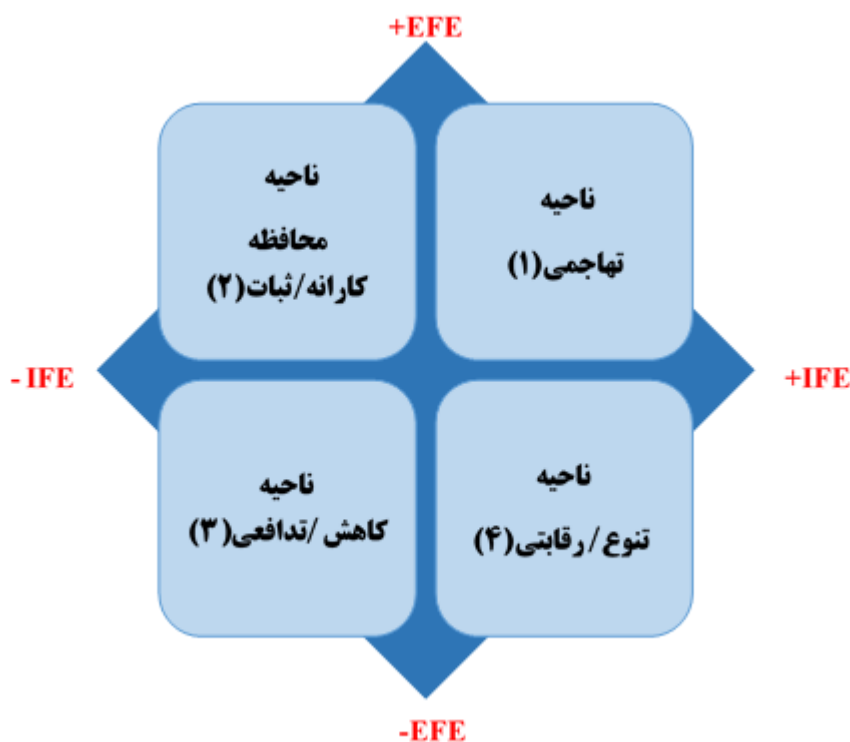 +EFE
ناحیه
محافظه
کارانه/ثبات(۲)
ناحیه
تهاجمی(۱)
- IFE
+IFE
ناحیه
کاهش /تدافعی(۳)
ناحیه
تنوع/رقابتی(۴)
-EFE